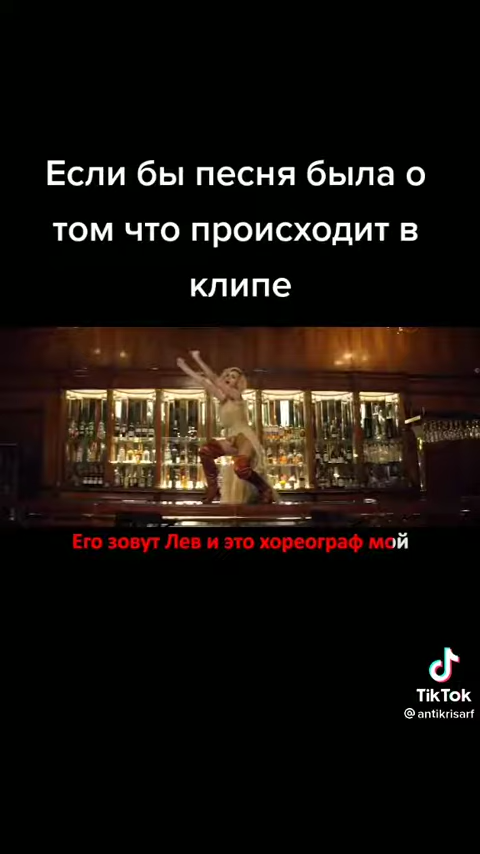 Если бы песня была о
том что происходит в
клипе
Его зовут Лев и это хореограф мой
TikTok
@antikrisarf